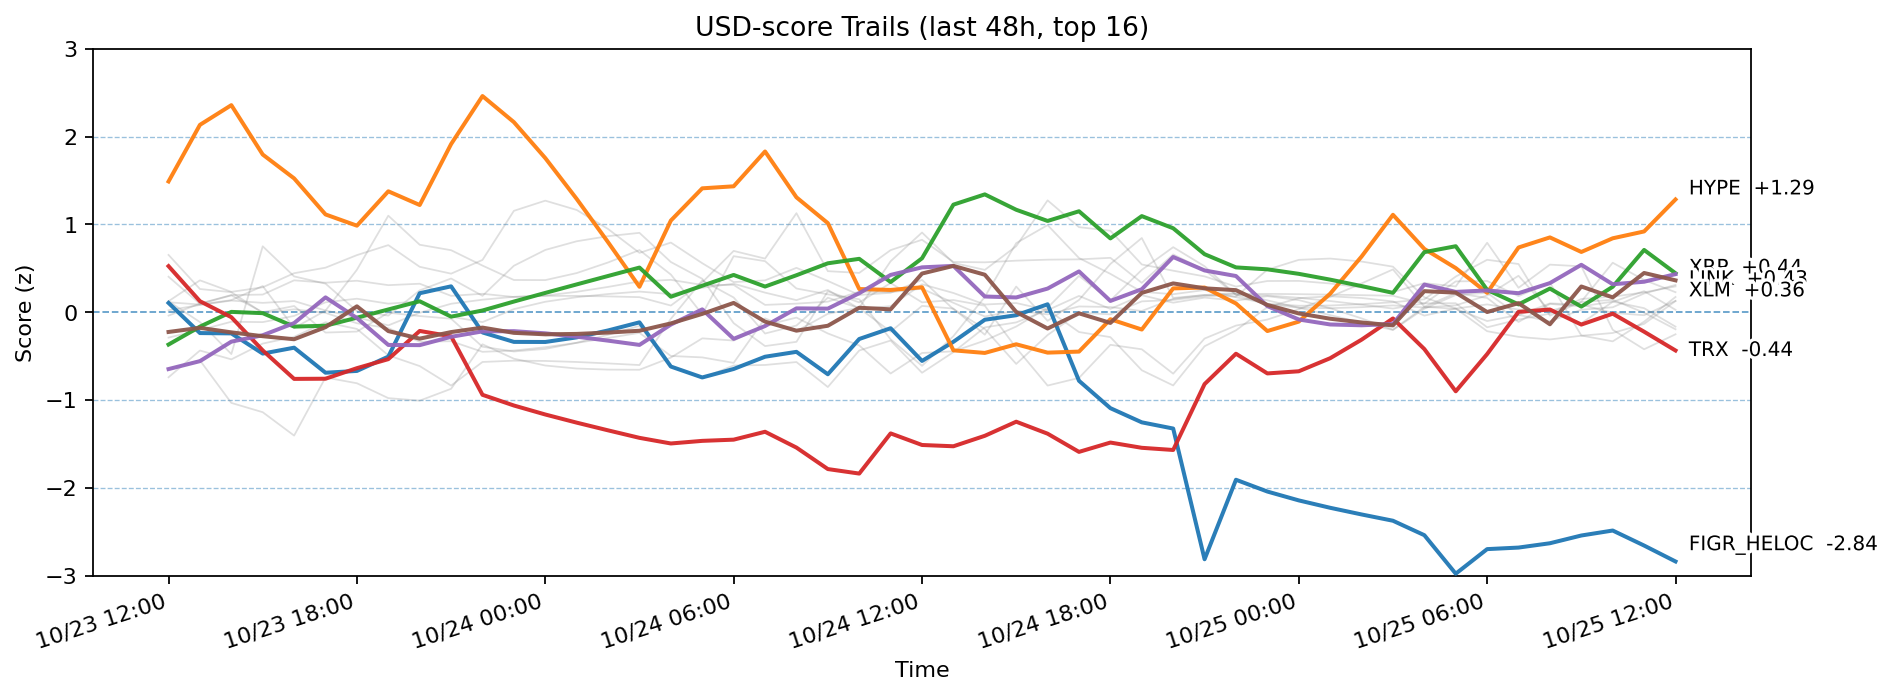 USD-score Trails (last 48h, top 16)
Score (z)
3
2
1
0
−1
−2
−3
HYPE +1.29
XRP +0.44
LINK +0.43
XLM +0.36
TRX -0.44
FIGR_HELOC -2.84
10/23 12:00
10/23 18:00
10/24 00:00
10/24 06:00
10/24 12:00
10/24 18:00
10/25 00:00
10/25 06:00
10/25 12:00
Time